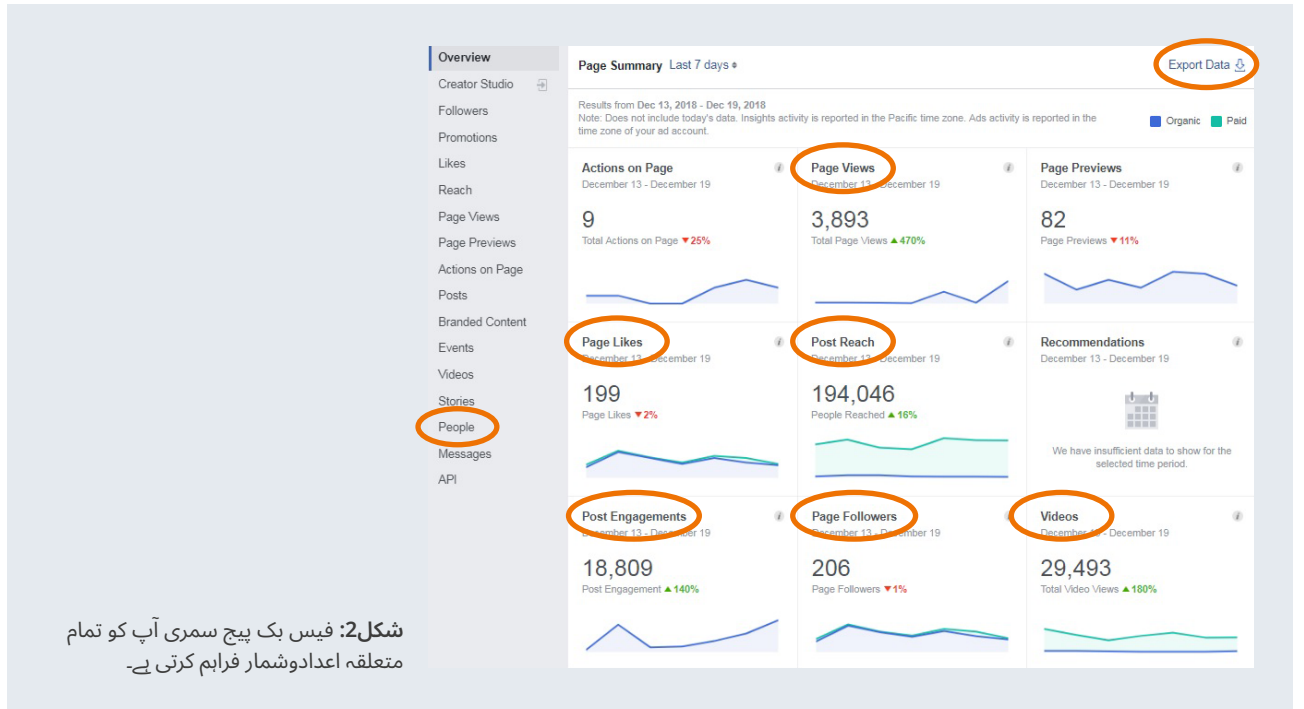 Overview
Creator Studio
Followers
Promotions
Likes
Reach
Page Views
Page Previews
Actions on Page
Posts
Branded Content
Events
Videos
Stories
People
Messages
API
Page Summary Last 7 days
Export Data
Results from Dec 13, 2018 - Dec 19, 2018
Note: Does not include today's data. Insights activity is reported in the Pacific time zone. Ads activity is reported in the
time zone of your ad account.
Organic Paid
Actions on Page
December 13 - December 19
9
Total Actions on Page ▼25%
Page Views
December 13 - December 19
3,893
Total Page Views ▲470%
Page Previews
December 13 - December 19
82
Page Previews ▼11%
Page Likes
December 13 - December 19
199
Page Likes ▼2%
Post Reach
December 13 - December 19
194,046
People Reached ▲16%
Recommendations
December 13 - December 19
We have insufficient data to show for the
selected time period.
Post Engagements
December 13 - December 19
18,809
Post Engagement ▲140%
Page Followers
December 13 - December 19
206
Page Followers ▼1%
Videos
December 13 - December 19
29,493
Total Video Views ▲180%
شکل2: فیس بک پیج سمری آپ کو تمام
متعلقہ اعدادوشمار فراہم کرتی ہے۔